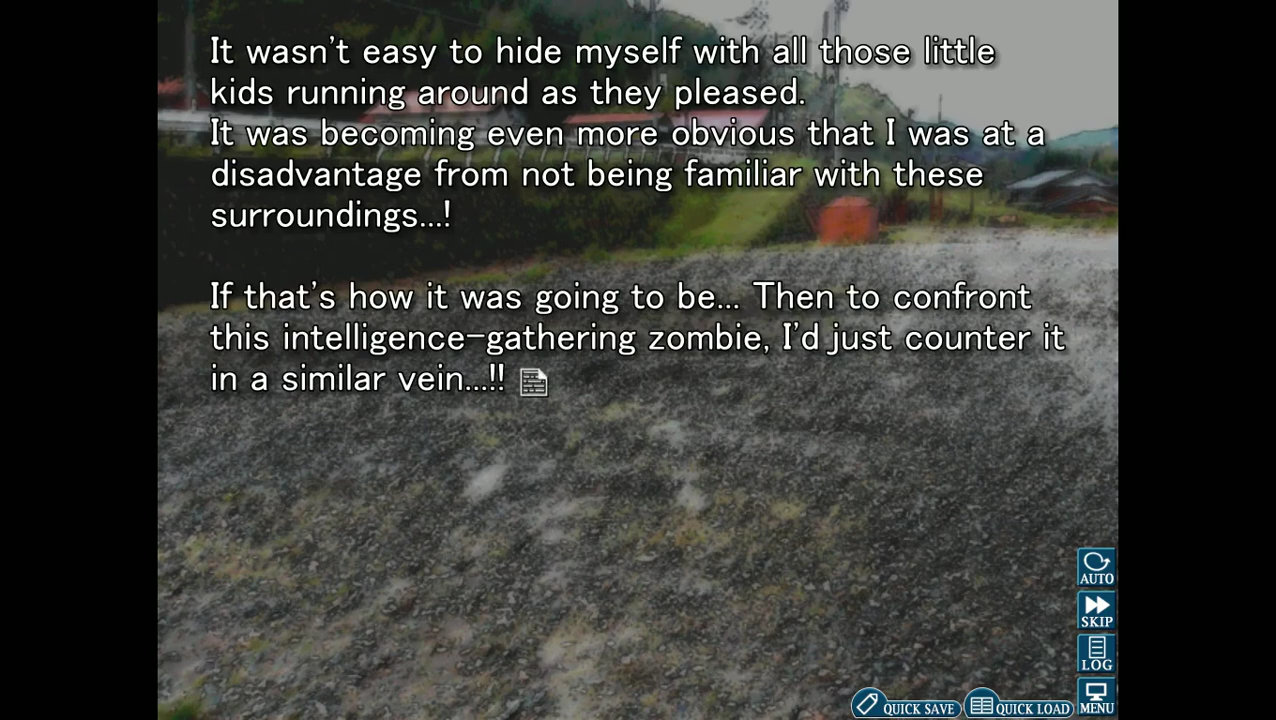 It wasn't easy to hide myself with all those little
kids running around as they pleased.
It was becoming even more obvious that I was at a
disadvantage from not being familiar with these
surroundings...!
If that's how it was going to be... Then to confront
this intelligence-gathering zombie, I'd just counter it
in a similar vein...!!
AUTO
SKIP
LOG
MENU
QUICK SAVE
QUICK LOAD